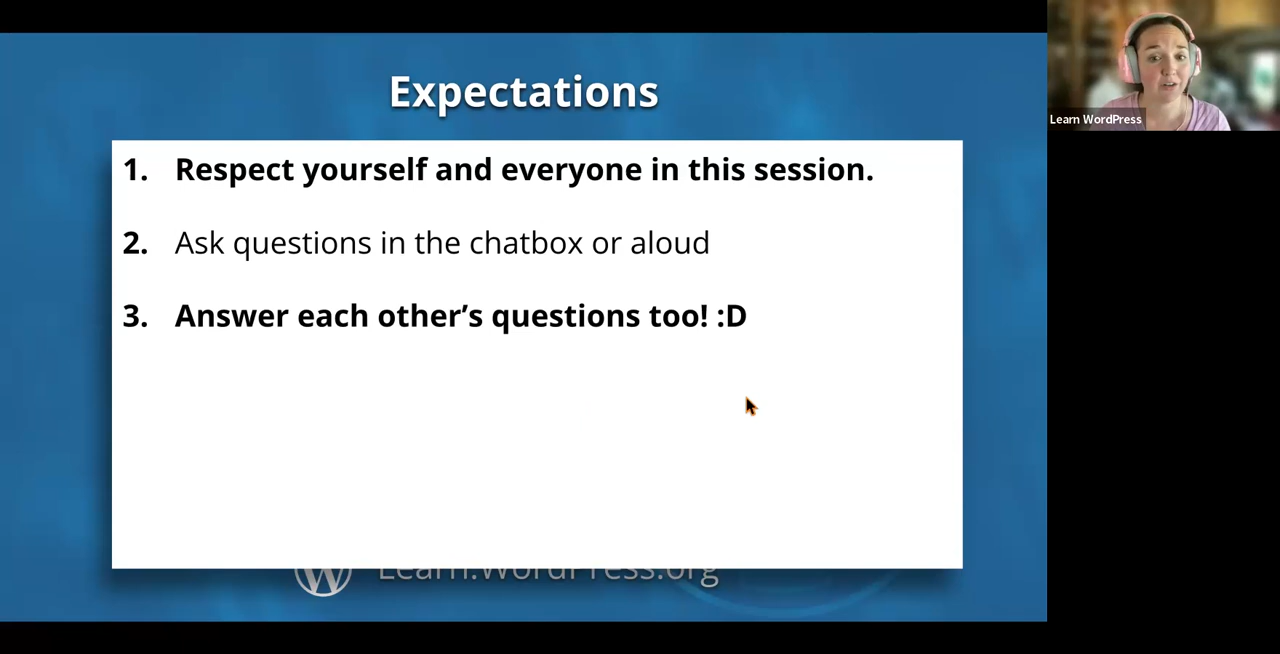 Expectations
1. Respect yourself and everyone in this session.
2. Ask questions in the chatbox or aloud
3. Answer each other’s questions too! :D
Learn.WordPress.org
Learn WordPress